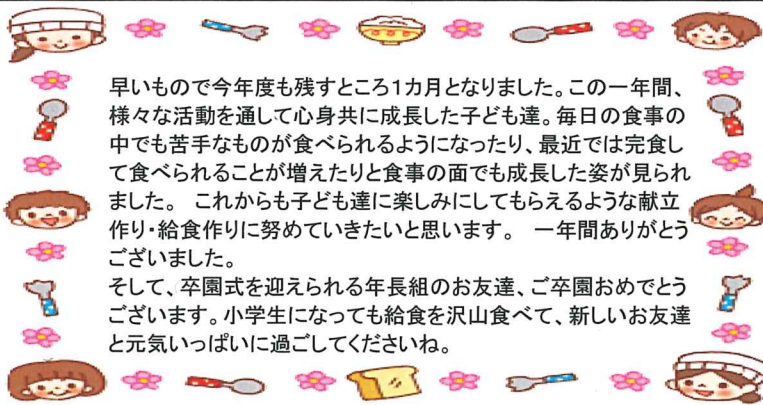 早いもので今年度も残すところ1カ月となりました。この一年間、
様々な活動を通して心身共に成長した子ども達。毎日の食事の
中でも苦手なものが食べられるようになったり、最近では完食し
て食べられることが増えたりと食事の面でも成長した姿が見られ
ました。　これからも子ども達に楽しみにしてもらえるような献立
作り・給食作りに努めていきたいと思います。　一年間ありがとう
ございました。
そして、卒園式を迎えられる年長組のお友達、ご卒園おめでとう
ございます。小学生になっても給食を沢山食べて、新しいお友達
と元気いっぱいに過ごしてくださいね。